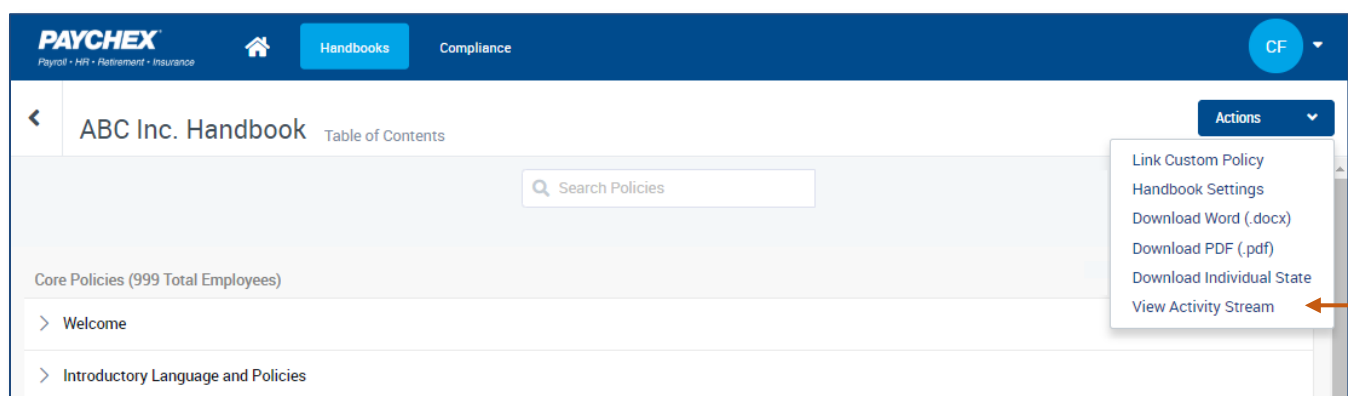 PAYCHEX
Payroll • HR • Retirement • Insurance
Handbooks
Compliance
CF
ABC Inc. Handbook Table of Contents
Actions
Link Custom Policy
Handbook Settings
Download Word (.docx)
Download PDF (.pdf)
Download Individual State
View Activity Stream
Search Policies
Core Policies (999 Total Employees)
Welcome
Introductory Language and Policies